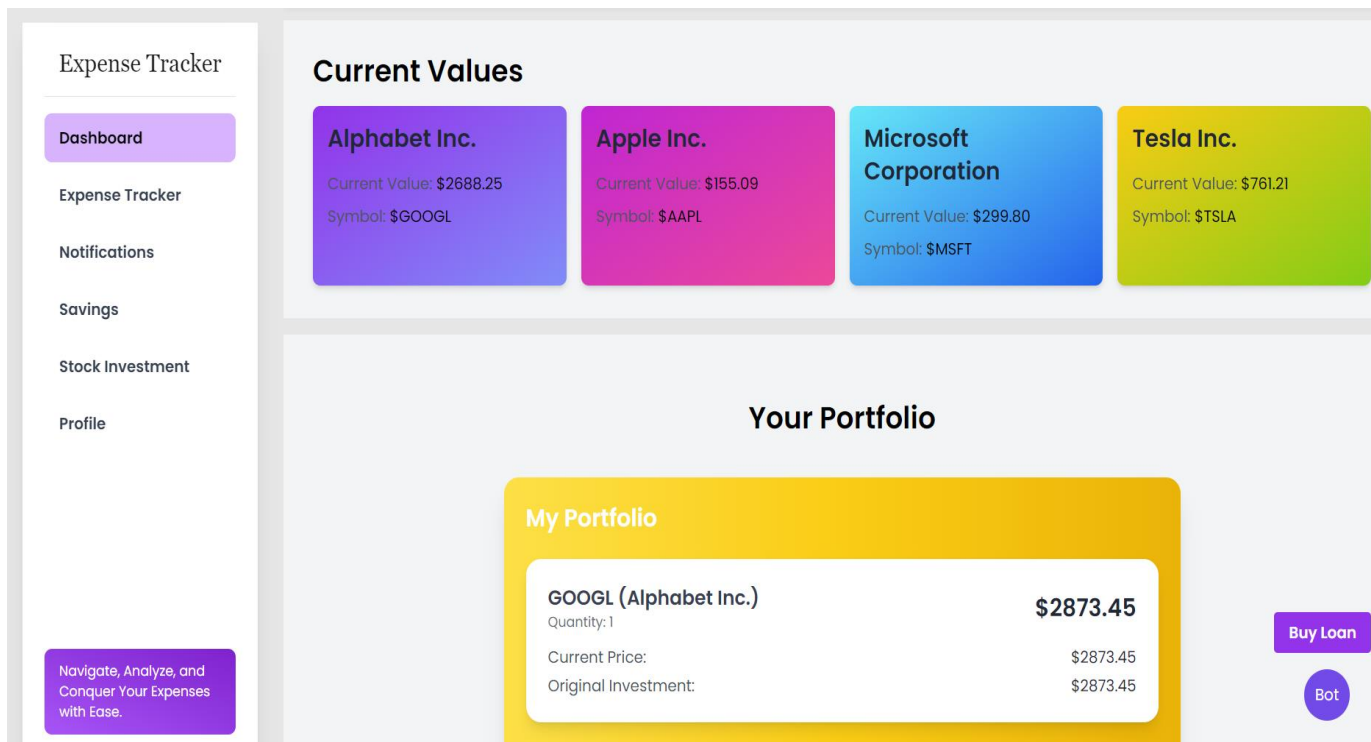 Expense Tracker
Dashboard
Expense Tracker
Notifications
Savings
Stock Investment
Profile
Navigate, Analyze, and
Conquer Your Expenses
with Ease.
Current Values
Alphabet Inc.
Current Value: $2688.25
Symbol: $GOOGL
Apple Inc.
Current Value: $155.09
Symbol: $AAPL
Microsoft
Corporation
Current Value: $299.80
Symbol: $MSFT
Tesla Inc.
Current Value: $761.21
Symbol: $TSLA
Your Portfolio
My Portfolio
GOOGL (Alphabet Inc.) $2873.45
Quantity: 1
Current Price: $2873.45
Original Investment: $2873.45
Buy Loan
Bot